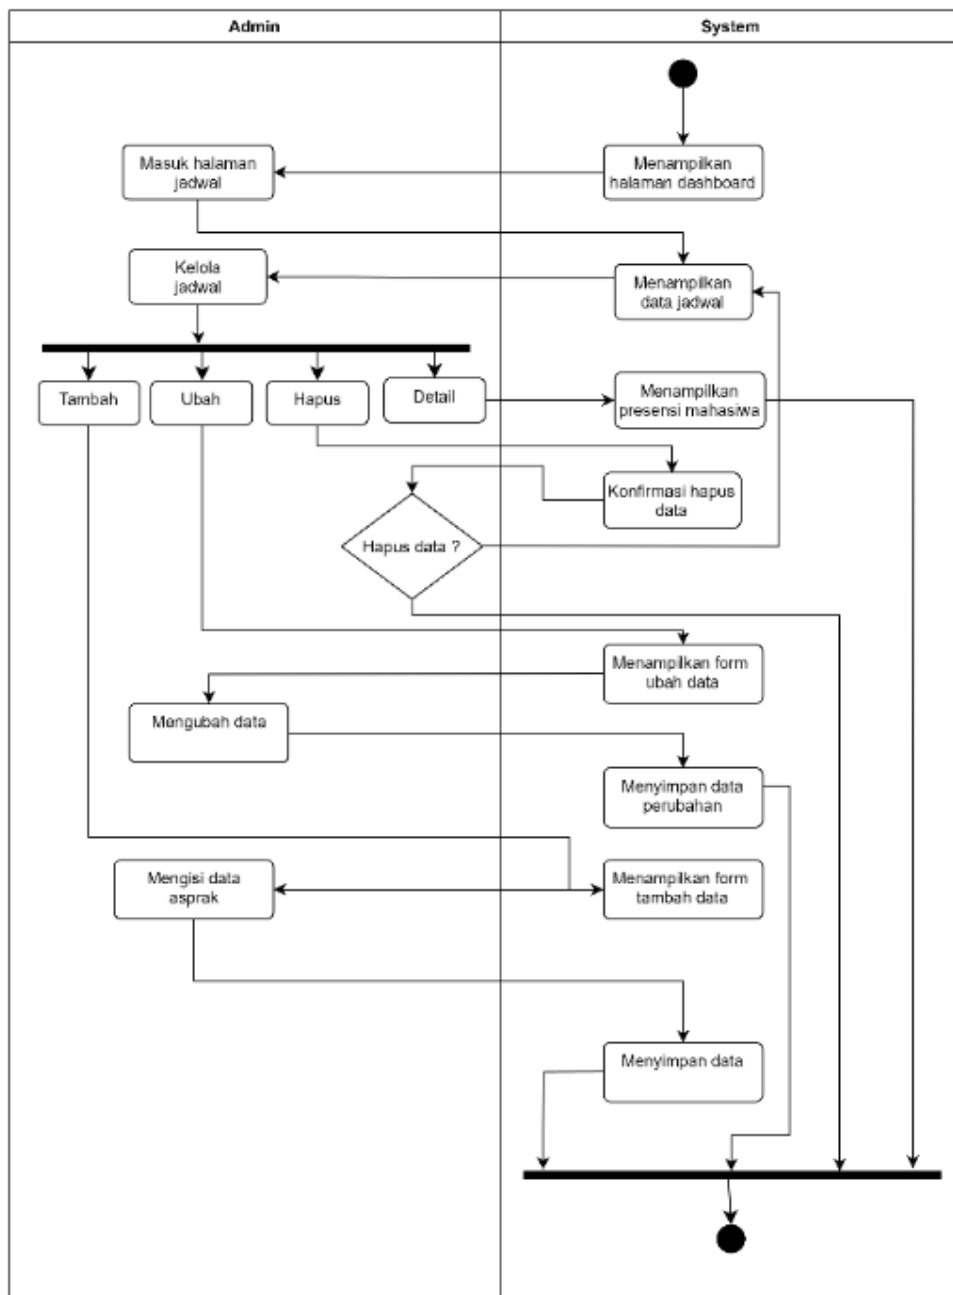 Admin
System
Masuk halaman
jadwal
Menampilkan
halaman dashboard
Kelola
jadwal
Menampilkan
data jadwal
Tambah
Ubah
Hapus
Detail
Menampilkan
presensi mahasiwa
Konfirmasi hapus
data
Hapus data ?
Menampilkan form
ubah data
Mengubah data
Menyimpan data
perubahan
Mengisi data
asprak
Menampilkan form
tambah data
Menyimpan data